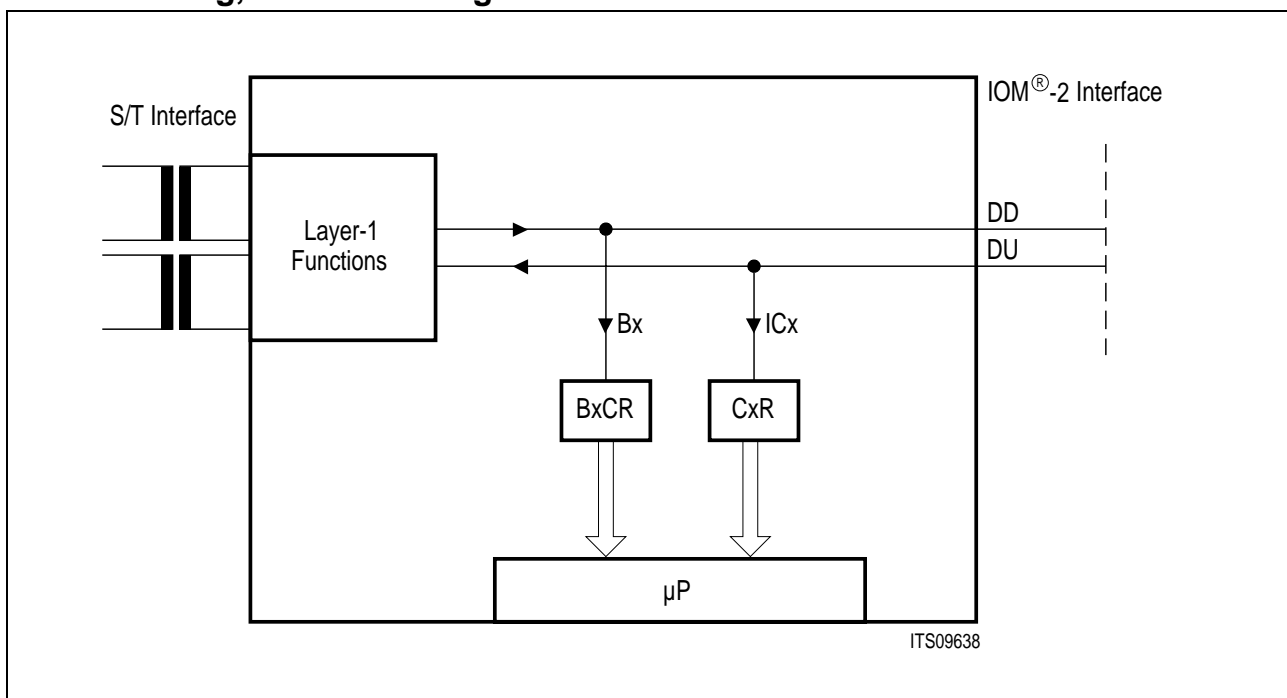 S/T Interface
IOM®-2 Interface
Layer-1
Functions
DD
DU
Bx
ICx
BxCR
CxR
µP
ITS09638